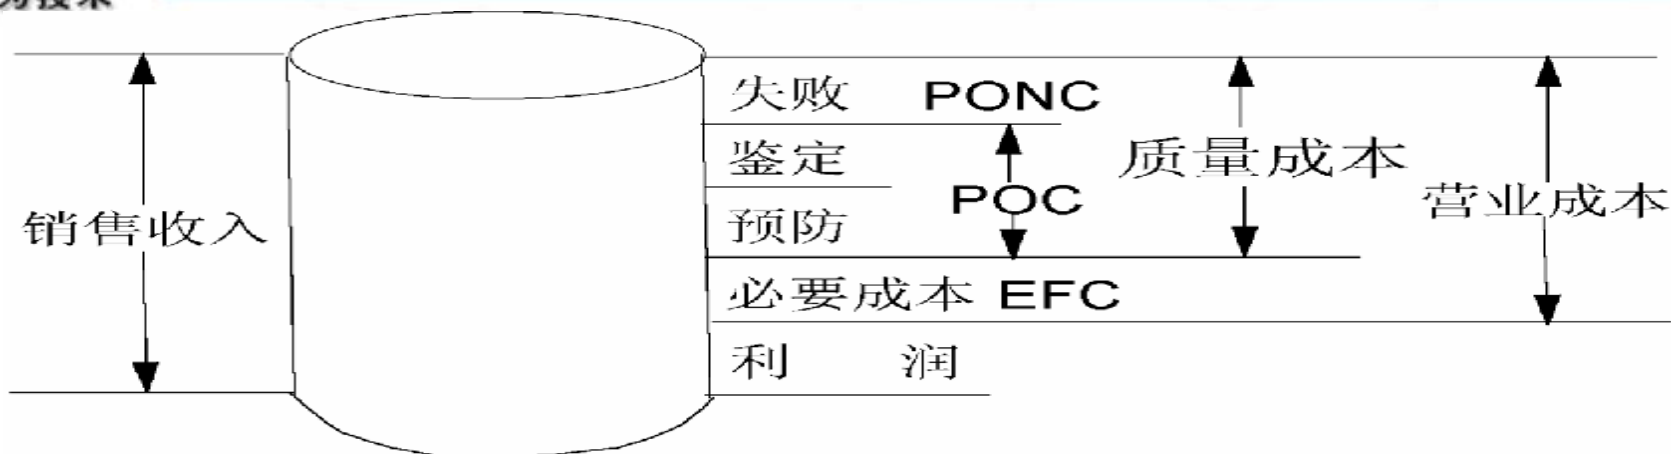 失败 PONC
鉴定
质量成本
POC
营业成本
销售收入
预防
必要成本 EFC
利 润